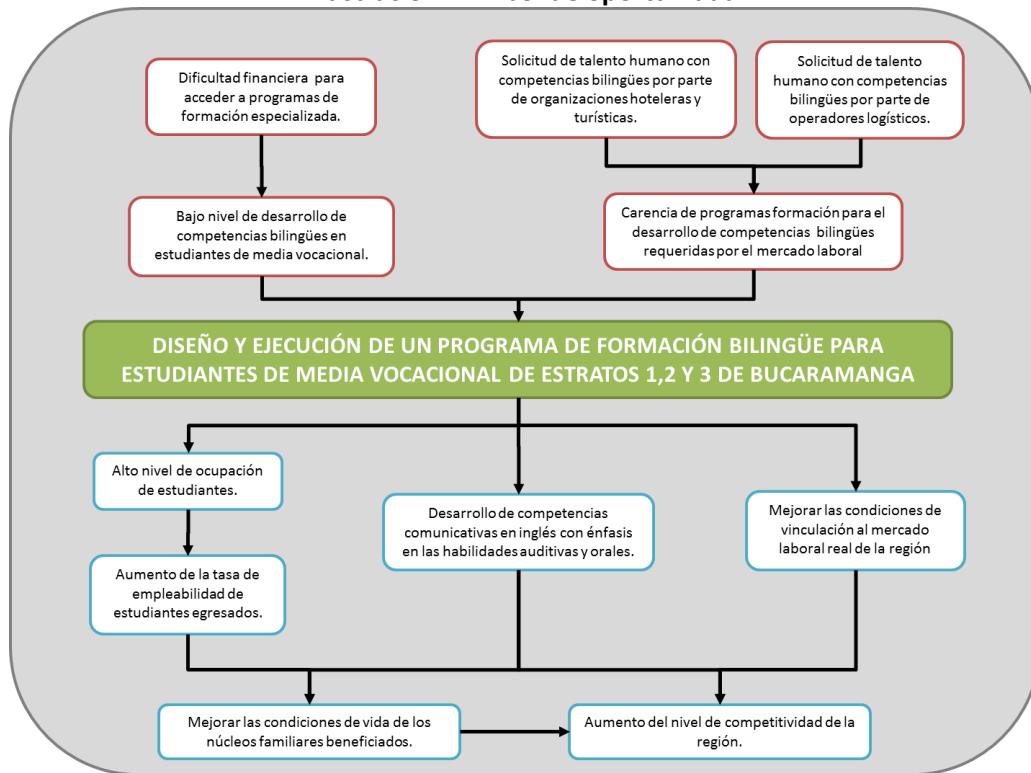 Dificultad financiera para
acceder a programas de
formación especializada.
Solicitud de talento humano con
competencias bilingües por parte
de organizaciones hoteleras y
turísticas.
Solicitud de talento
humano con competencias
bilingües por parte de
operadores logísticos.
Bajo nivel de desarrollo de
competencias bilingües en
estudiantes de media vocacional.
Carencia de programas formación para el
desarrollo de competencias bilingües
requeridas por el mercado laboral
DISEÑO Y EJECUCIÓN DE UN PROGRAMA DE FORMACIÓN BILINGÜE PARA
ESTUDIANTES DE MEDIA VOCACIONAL DE ESTRATOS 1,2 Y 3 DE BUCARAMANGA
Alto nivel de ocupación
de estudiantes.
Desarrollo de competencias
comunicativas en inglés con énfasis
en las habilidades auditivas y orales.
Mejorar las condiciones de
vinculación al mercado
laboral real de la región
Aumento de la tasa de
empleabilidad de
estudiantes egresados.
Mejorar las condiciones de vida de los
núcleos familiares beneficiados.
Aumento del nivel de competitividad de la
región.